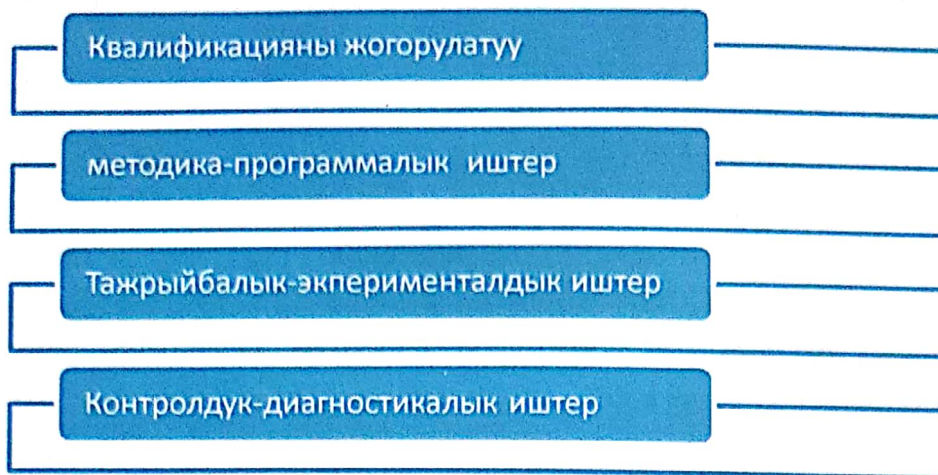 Квалификацияны жогорулатуу
методика-программалык иштер
Тажрыйбалык-экперименталдык иштер
Контролдук-диагностикалык иштер